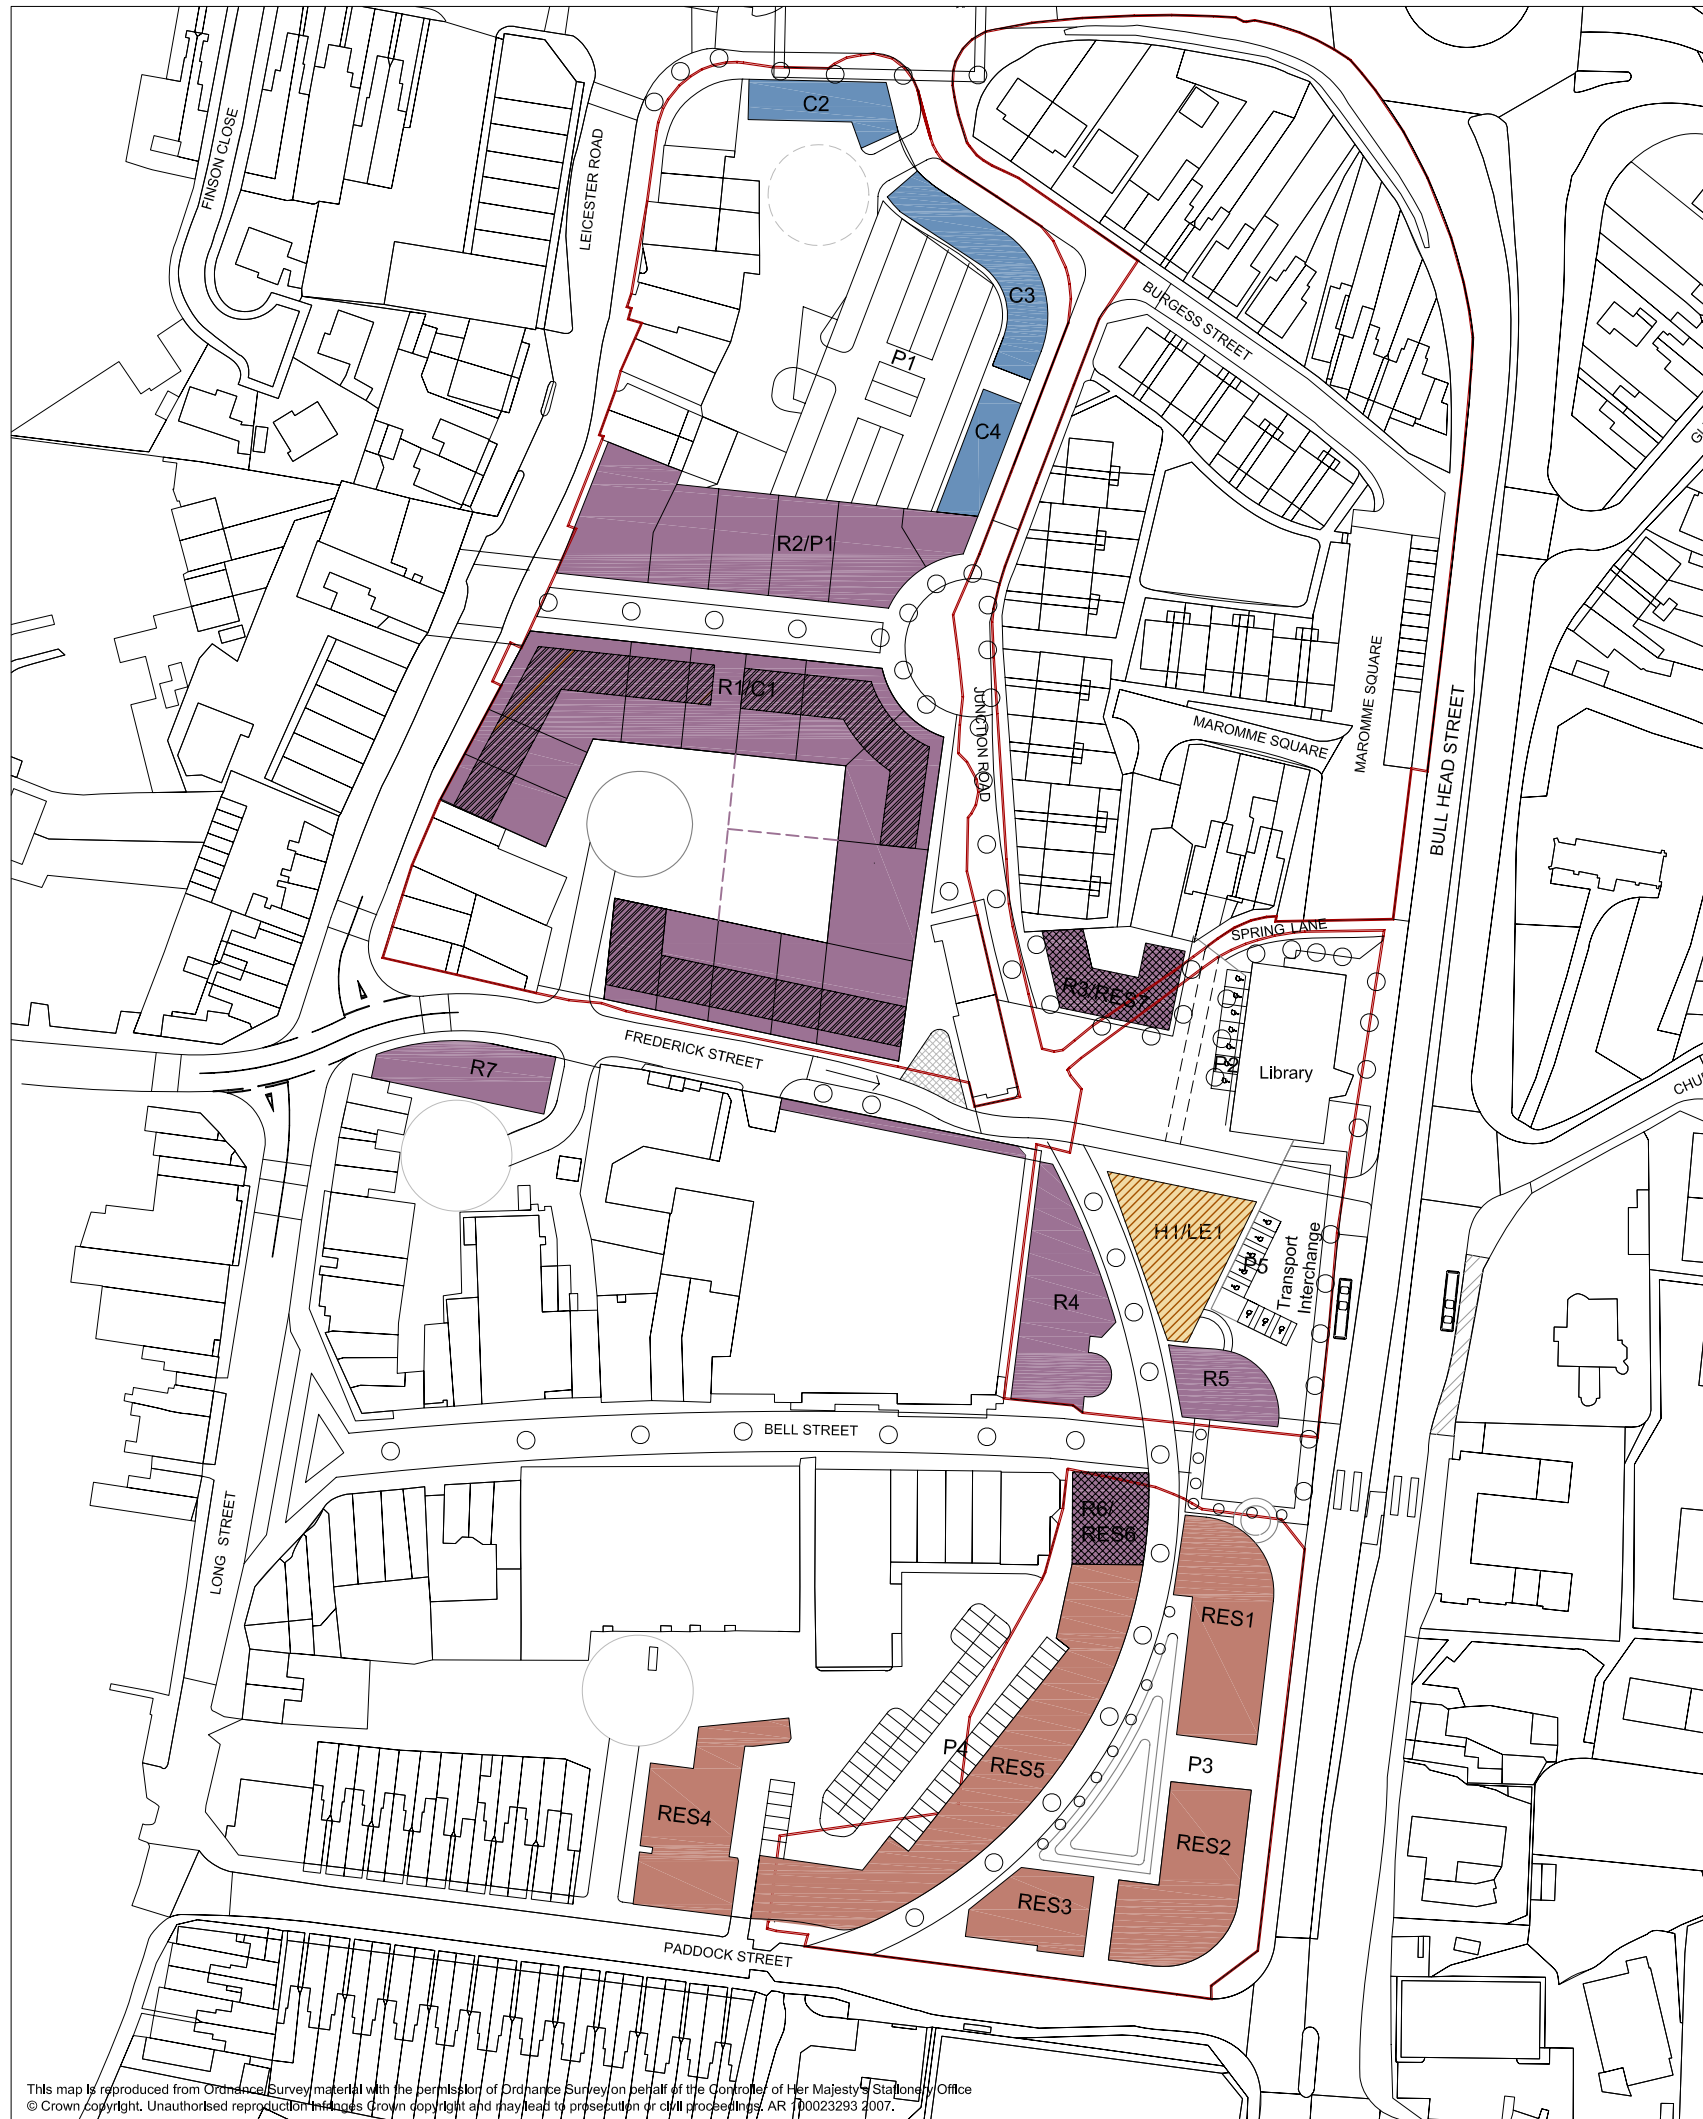 C2
FINSON CLOSE
LEICESTER ROAD
C3
BURGESS STREET
P1
C4
R2/P1
R1/C1
JUNCTION ROAD
MAROMME SQUARE
MAROMME SQUARE
BULL HEAD STREET
SPRING LANE
R3/RES7
FREDERICK STREET
R7
P2
Library
H1/LE1
P5
Transport
Interchange
R4
R5
BELL STREET
LONG STREET
R6/
RES6
RES1
P4
RES5
P3
RES4
RES2
RES3
PADDOCK STREET
This map is reproduced from Ordnance Survey material with the permission of Ordnance Survey on behalf of the Controller of Her Majesty's Stationery Office
© Crown copyright. Unauthorised reproduction infringes Crown copyright and may lead to prosecution or civil proceedings. AR 100023293 2007.